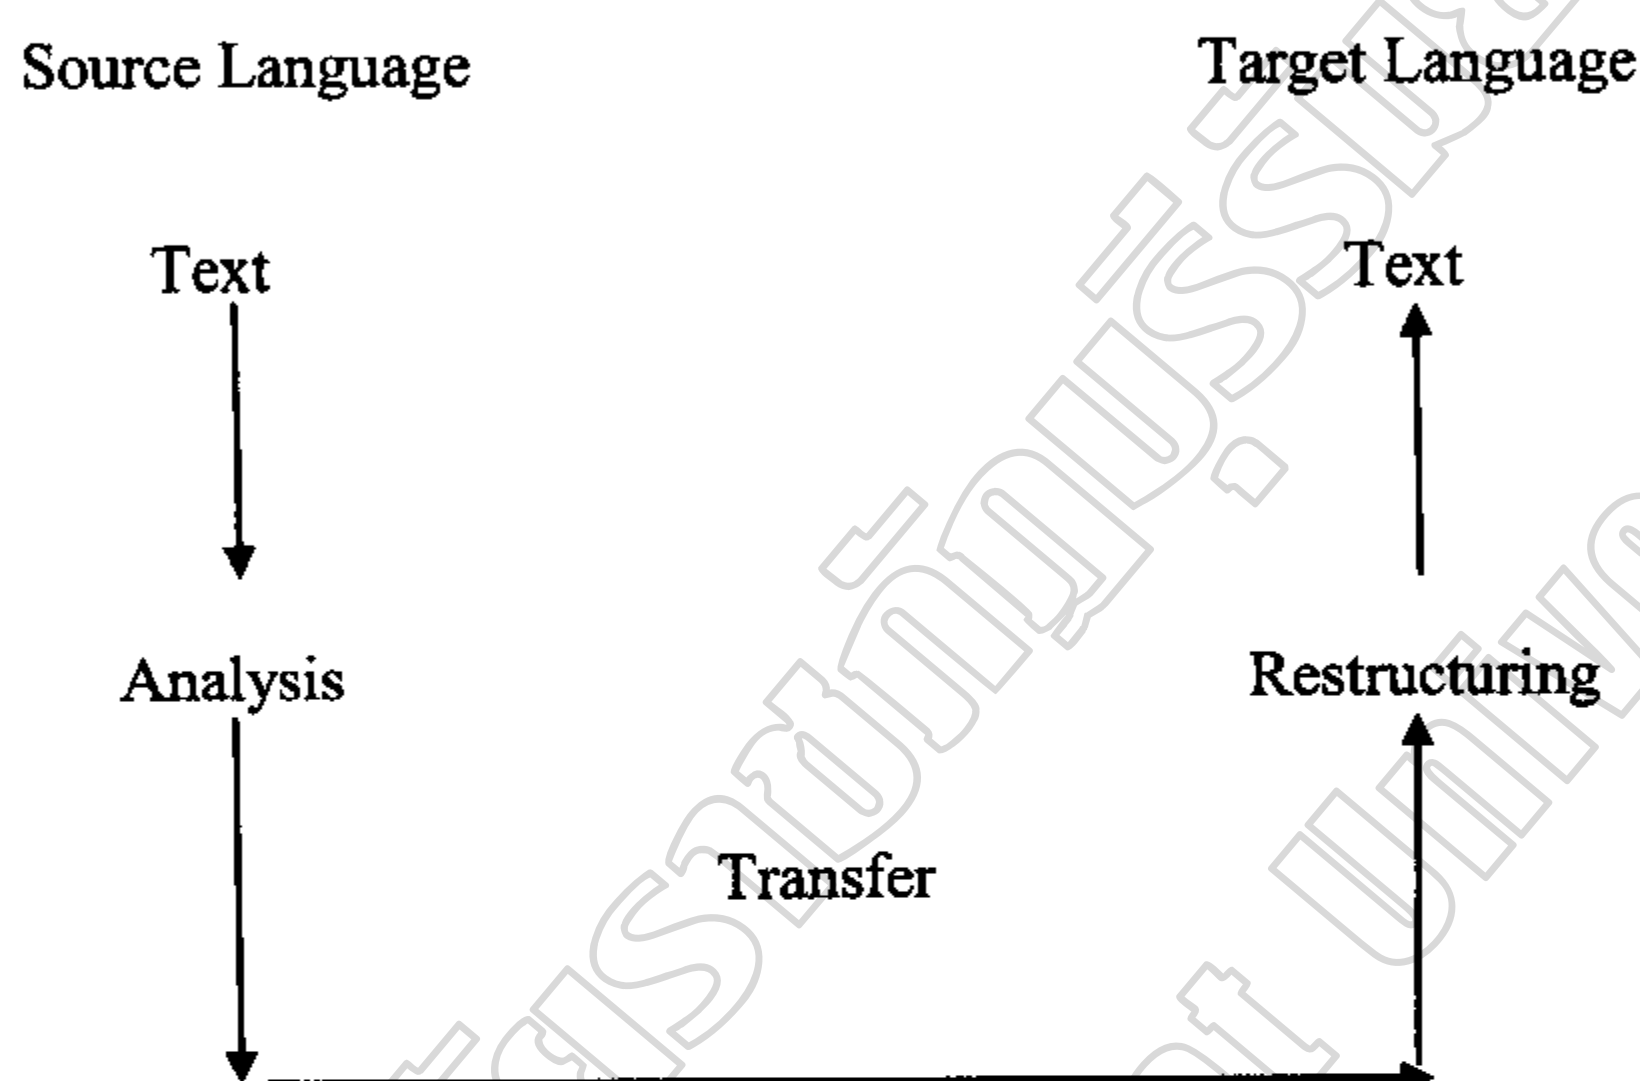 Source Language
Target Language
Text
Text
Analysis
Restructuring
Transfer